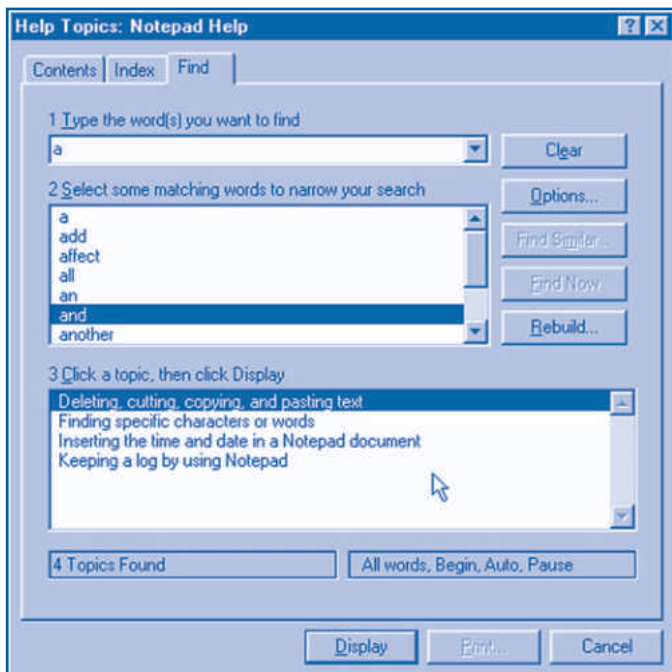 Help Topics: Notepad Help
Contents Index Find
1 Type the word(s) you want to find
a
Clear
2 Select some matching words to narrow your search
Options...
a
add
affect
all
an
and
another
Find Similar...
Find Now
Rebuild...
3 Click a topic, then click Display
Deleting, cutting, copying, and pasting text
Finding specific characters or words
Inserting the time and date in a Notepad document
Keeping a log by using Notepad
4 Topics Found
All words, Begin, Auto, Pause
Display Print... Cancel